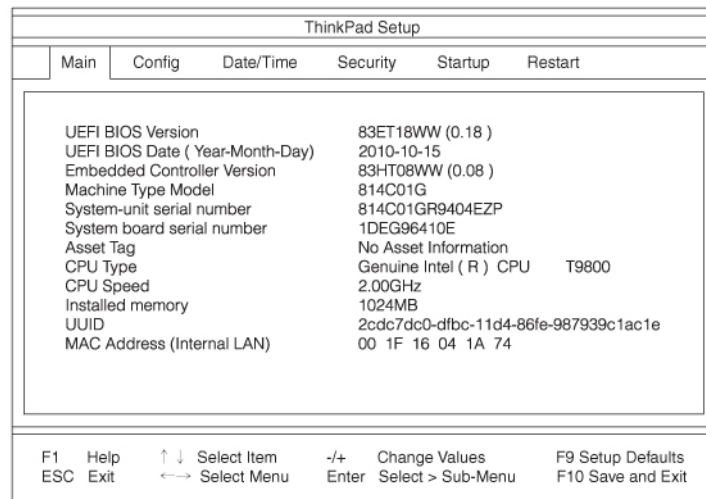 ThinkPad Setup
Main Config Date/Time Security Startup Restart
UEFI BIOS Version 83ET18WW (0.18 )
UEFI BIOS Date ( Year-Month-Day) 2010-10-15
Embedded Controller Version 83HT08WW (0.08 )
Machine Type Model 814C01G
System-unit serial number 814C01GR9404EZP
System board serial number 1DEG96410E
Asset Tag No Asset Information
CPU Type Genuine Intel ( R ) CPU T9800
CPU Speed 2.00GHz
Installed memory 1024MB
UUID 2cdc7dc0-dfbc-11d4-86fe-987939c1ac1e
MAC Address (Internal LAN) 00 1F 16 04 1A 74
F1 Help ↑ ↓ Select Item -/+ Change Values F9 Setup Defaults
ESC Exit ←→ Select Menu Enter Select > Sub-Menu F10 Save and Exit